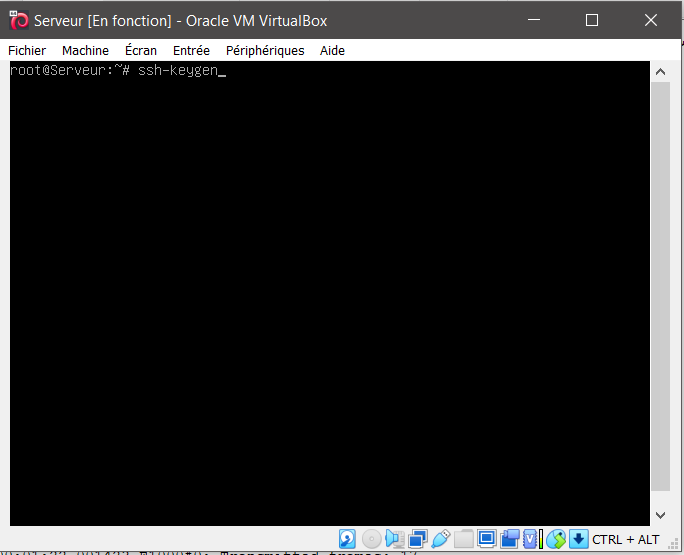 Serveur [En fonction] - Oracle VM VirtualBox
Fichier Machine Écran Entrée Périphériques Aide
root@Serveur:~# ssh-keygen_
CTRL + ALT